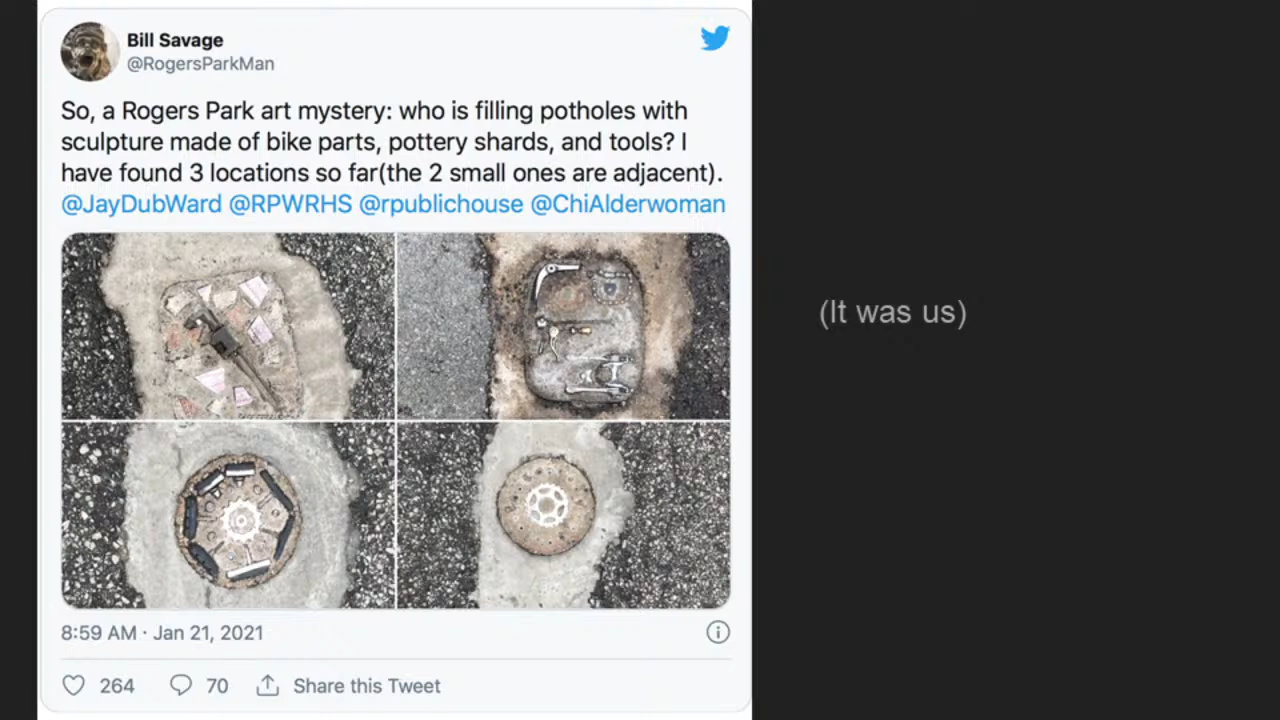 Bill Savage
@RogersParkMan
So, a Rogers Park art mystery: who is filling potholes with
sculpture made of bike parts, pottery shards, and tools? I
have found 3 locations so far(the 2 small ones are adjacent).
@JayDubWard @RPWRHS @rpublichouse @ChiAlderwoman
(It was us)
8:59 AM · Jan 21, 2021
264 70 Share this Tweet